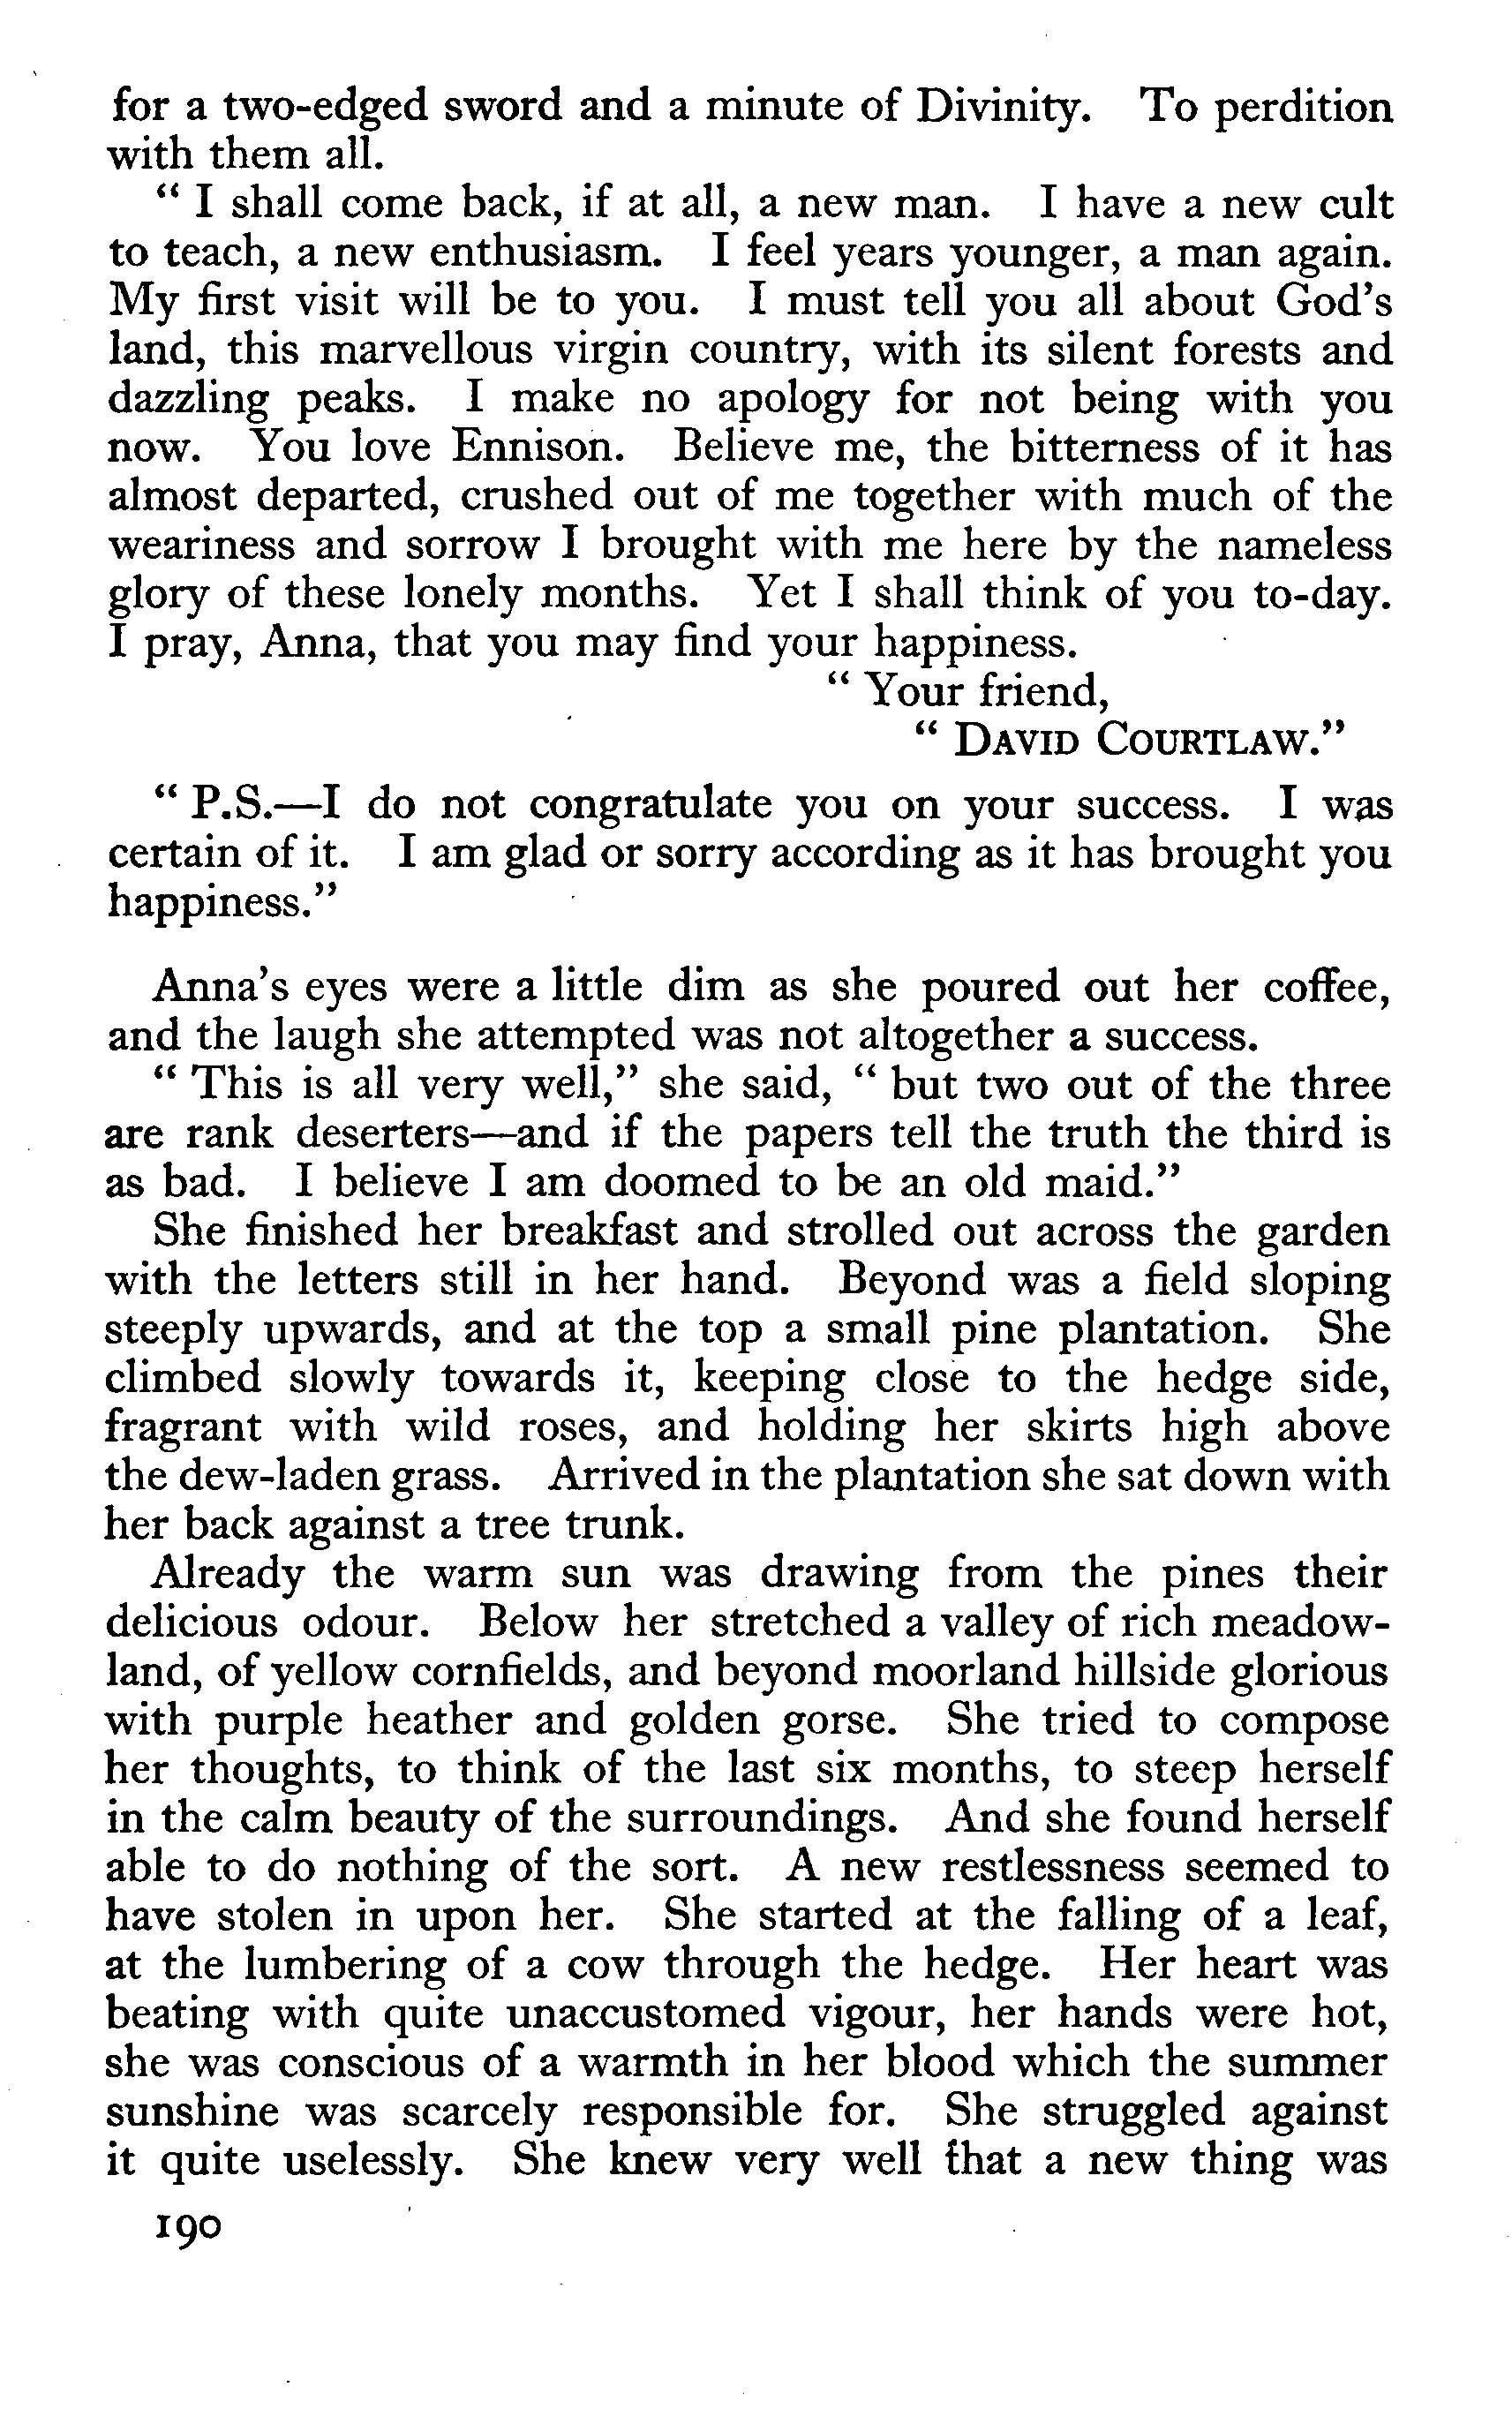 for a two-edged sword and a minute of Divinity. To perdition
with them all.
“ I shall come back, if at all, a new man. I have a new cult
to teach, a new enthusiasm. I feel years younger, a man again.
My first visit will be to you. I must tell you all about God’s
land, this marvellous virgin country, with its silent forests and
dazzling peaks. I make no apology for not being with you
now. You love Ennison. Believe me, the bitterness of it has
almost departed, crushed out of me together with much of the
weariness and sorrow I brought with me here by the nameless
glory of these lonely months. Yet I shall think of you to-day.
I pray, Anna, that you may find your happiness.
“ Your friend,
“ DAVID COURTLAW.”
“ P.S.—I do not congratulate you on your success. I was
certain of it. I am glad or sorry according as it has brought you
happiness.”
Anna’s eyes were a little dim as she poured out her coffee,
and the laugh she attempted was not altogether a success.
“ This is all very well,” she said, “ but two out of the three
are rank deserters—and if the papers tell the truth the third is
as bad. I believe I am doomed to be an old maid.”
She finished her breakfast and strolled out across the garden
with the letters still in her hand. Beyond was a field sloping
steeply upwards, and at the top a small pine plantation. She
climbed slowly towards it, keeping close to the hedge side,
fragrant with wild roses, and holding her skirts high above
the dew-laden grass. Arrived in the plantation she sat down with
her back against a tree trunk.
Already the warm sun was drawing from the pines their
delicious odour. Below her stretched a valley of rich meadow-
land, of yellow cornfields, and beyond moorland hillside glorious
with purple heather and golden gorse. She tried to compose
her thoughts, to think of the last six months, to steep herself
in the calm beauty of the surroundings. And she found herself
able to do nothing of the sort. A new restlessness seemed to
have stolen in upon her. She started at the falling of a leaf,
at the lumbering of a cow through the hedge. Her heart was
beating with quite unaccustomed vigour, her hands were hot,
she was conscious of a warmth in her blood which the summer
sunshine was scarcely responsible for. She struggled against
it quite uselessly. She knew very well that a new thing was
190